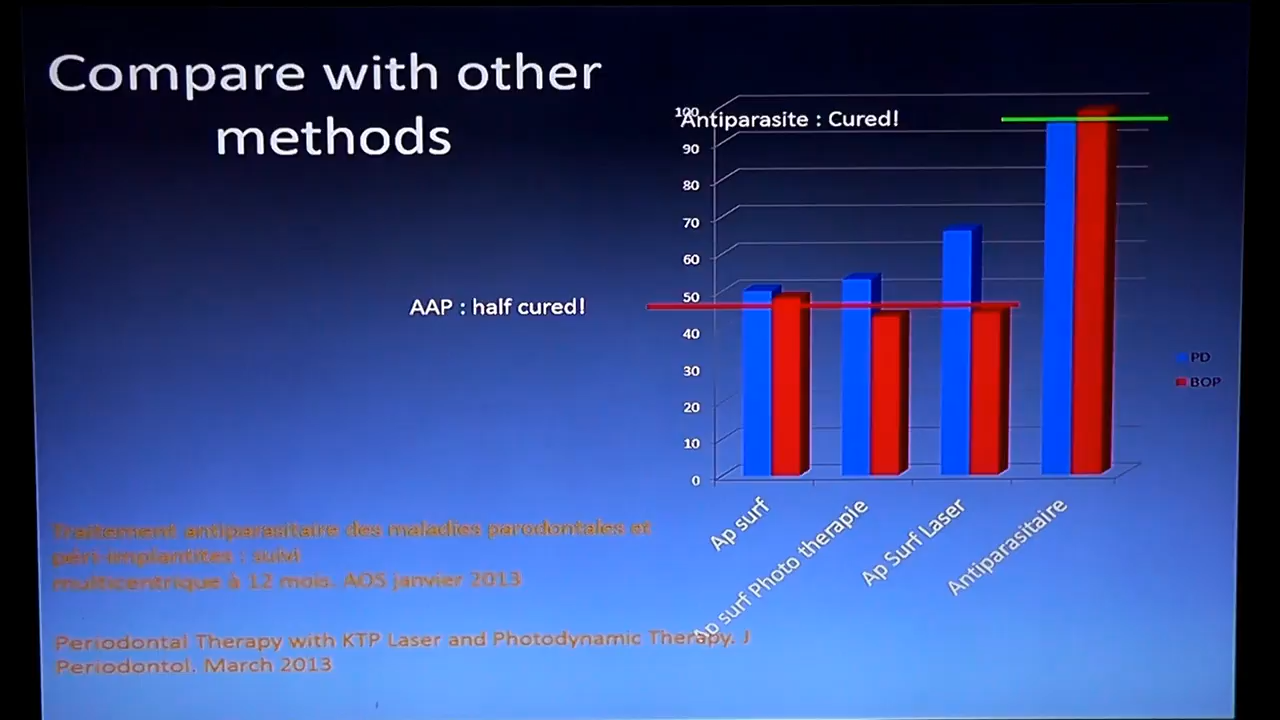 Compare with other
methods
Antiparasite : Cured!
AAP : half cured!
100
90
80
70
60
50
40
30
20
10
0
PD
BOP
Ap surf
Ap surf Photo therapie
Ap Surf Laser
Antiparasitaire
Traitement antiparasitaire des maladies parodontales et
péri implantites : suivi
multicentrique à 12 mois. AOS janvier 2013
Periodontal Therapy with KTP Laser and Photodynamic Therapy. J
Periodontol. March 2013